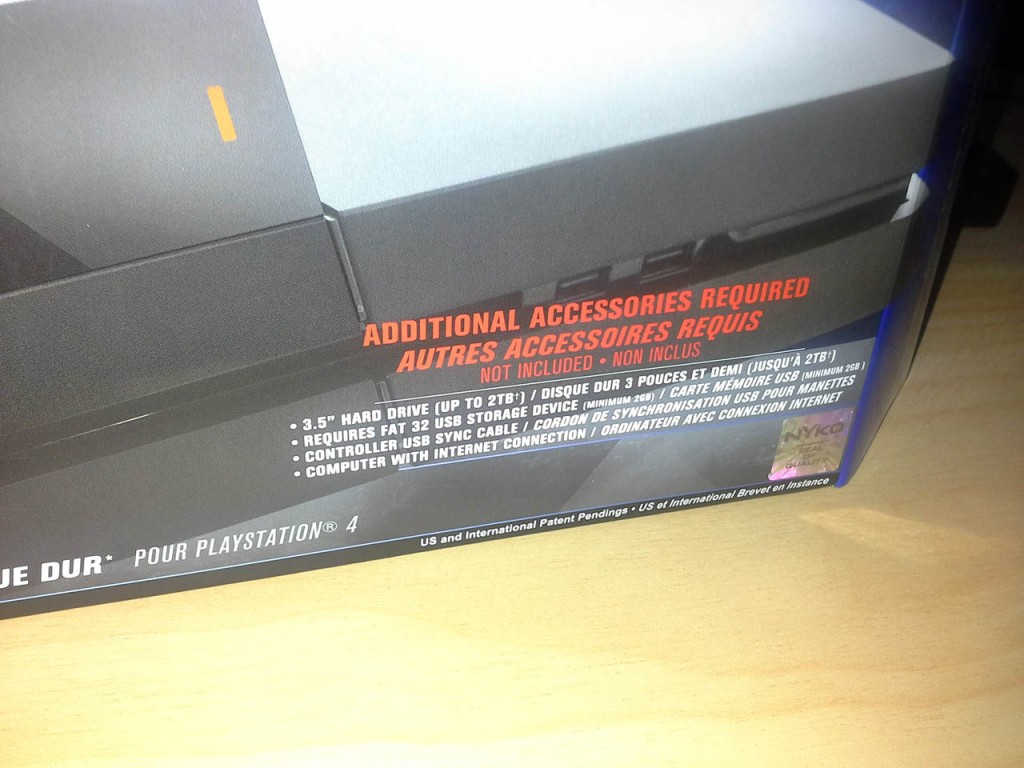 ADDITIONAL ACCESSORIES REQUIRED
AUTRES ACCESSOIRES REQUIS
NOT INCLUDED • NON INCLUS
• 3.5” HARD DRIVE (UP TO 2TB†) / DISQUE DUR 3 POUCES ET DEMI (JUSQU'À 2TB†)
• REQUIRES FAT 32 USB STORAGE DEVICE (MINIMUM 2GB) / CARTE MÉMOIRE USB (MINIMUM 2GB)
• CONTROLLER USB SYNC CABLE / CORDON DE SYNCHRONISATION USB POUR MANETTES
• COMPUTER WITH INTERNET CONNECTION / ORDINATEUR AVEC CONNEXION INTERNET
NYKO
SEAL
OF
QUALITY
US and International Patent Pendings • US et International Brevet en Instance
UE DUR* POUR PLAYSTATION® 4